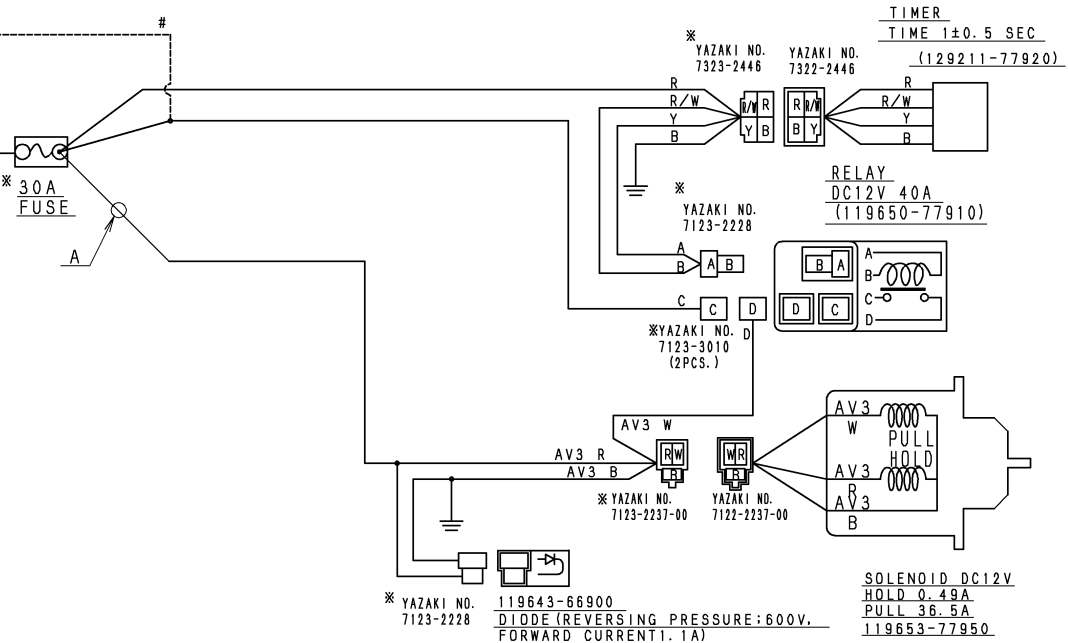 #
TIMER
TIME 1±0.5 SEC
(129211-77920)
※
YAZAKI NO.
7323-2446
YAZAKI NO.
7322-2446
R
R/W
Y
B
R/W R
Y B
R R/W
B Y
R
R/W
Y
B
※
30A
FUSE
A
※
YAZAKI NO.
7123-2228
RELAY
DC12V 40A
(119650-77910)
A
B
A B
B A
A
B
C
D
C
C
D
D C
※YAZAKI NO.
7123-3010
(2PCS.)
D
AV3 W
AV3 R
AV3 B
R W
B
W R
B
※ YAZAKI NO.
7123-2237-00
YAZAKI NO.
7122-2237-00
AV3
W
PULL
HOLD
AV3
R
AV3
B
※ YAZAKI NO.
7123-2228
119643-66900
DIODE(REVERSING PRESSURE;600V,
FORWARD CURRENT1.1A)
SOLENOID DC12V
HOLD 0.49A
PULL 36.5A
119653-77950